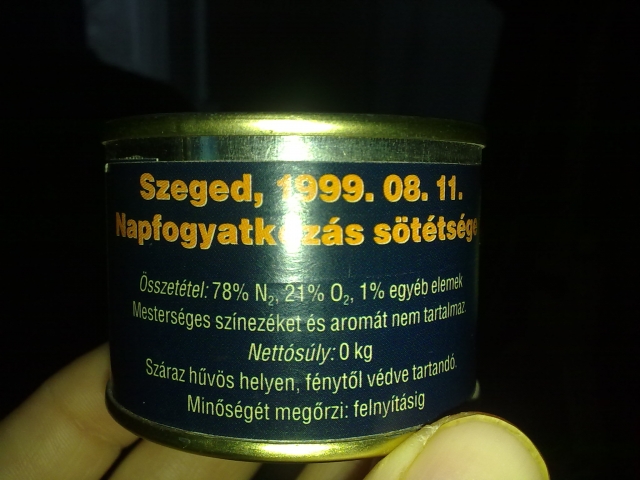 Szeged, 1999. 08. 11.
Napfogyatkozás sötétsége
Összetétel: 78% N₂, 21% O₂, 1% egyéb elemek
Mesterséges színezéket és aromát nem tartalmaz.
Nettósúly: 0 kg
Száraz hűvös helyen, fénytől védve tartandó.
Minőségét megőrzi: felnyításig